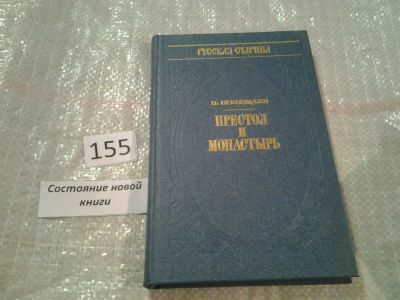 РУССКАЯ СТАРИНА
П. ПОЛЕЖАЕВ
ПРЕСТОЛ
И
МОНАСТЫРЬ
155
Состояние новой
книги